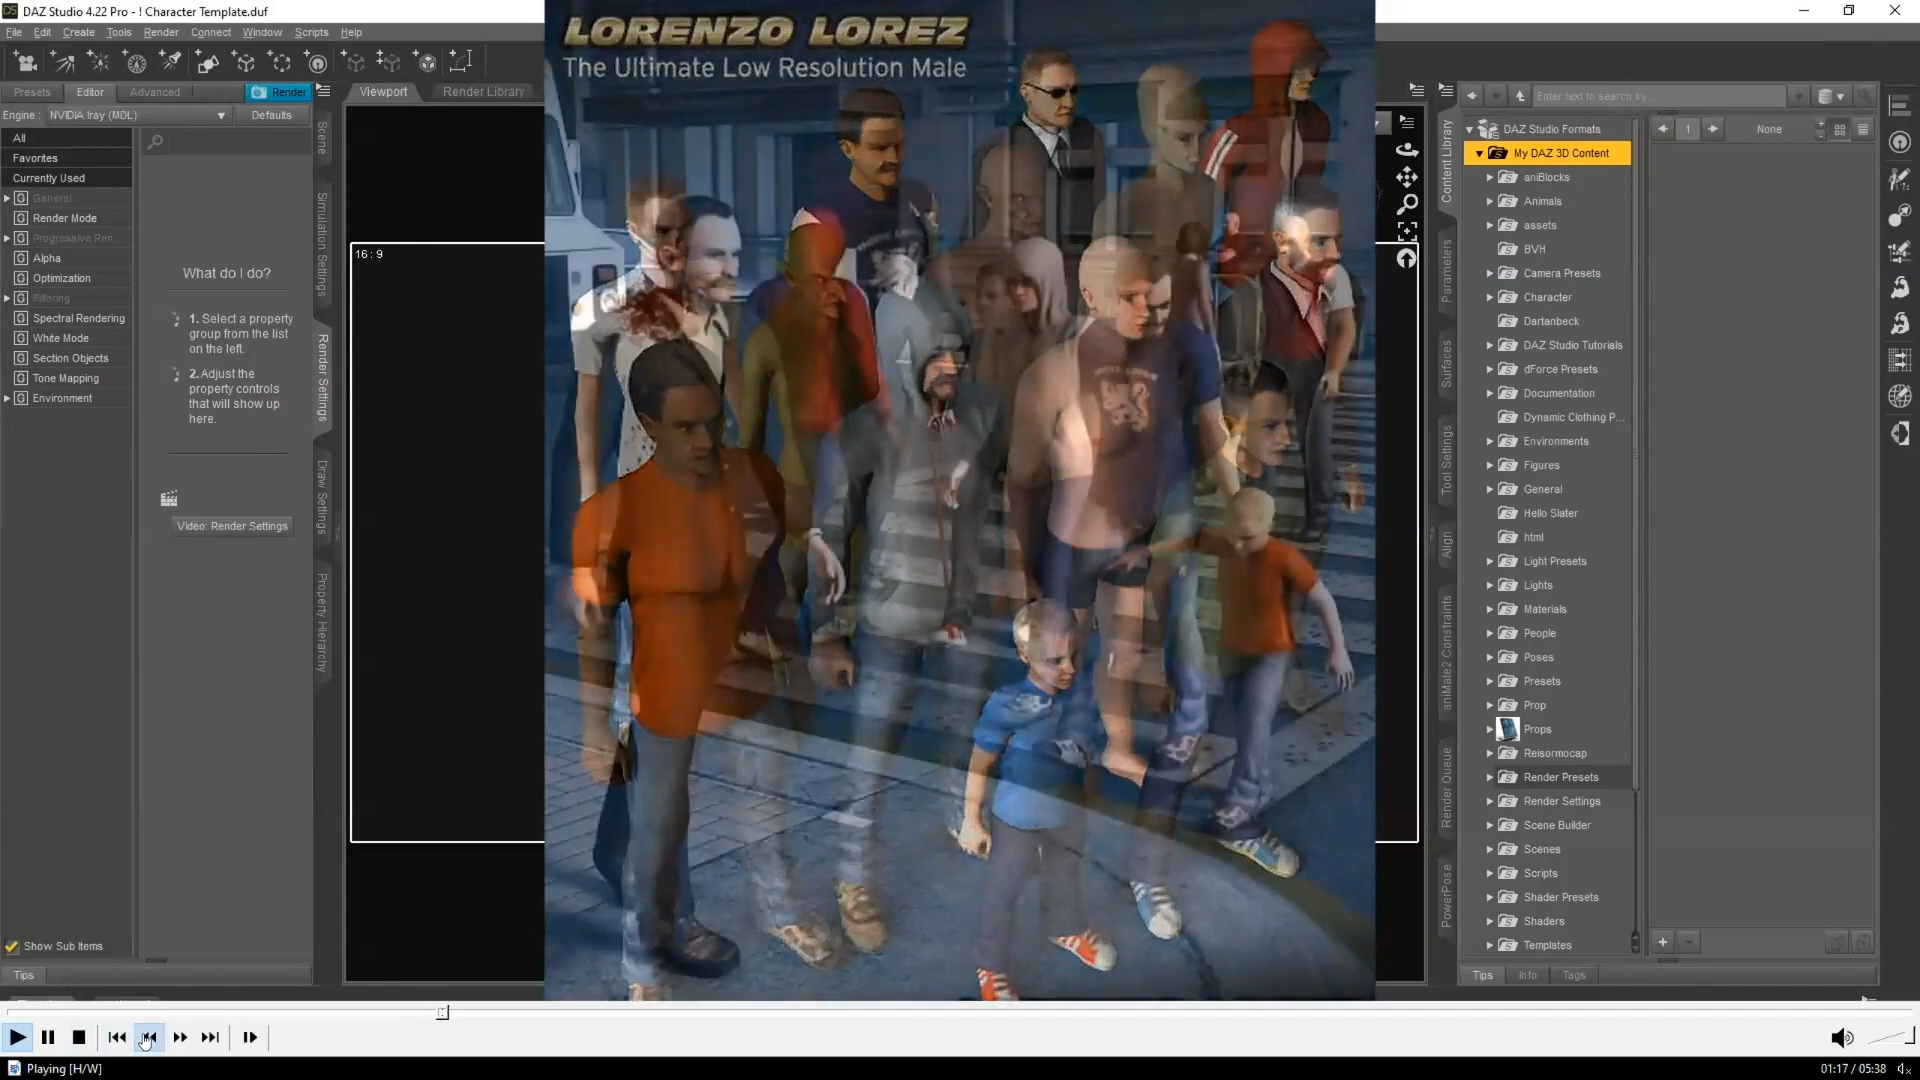 DAZ Studio 4.22 Pro - ! Character Template.duf
File Edit Create Tools Render Connect Window Scripts Help
Presets Editor Advanced Render
Engine : NVIDIA Iray (MDL) Defaults
All
Favorites
Currently Used
General
Render Mode
Progressive Ren
Alpha
Optimization
Filtering
Spectral Rendering
White Mode
Section Objects
Tone Mapping
Environment
What do I do?
1. Select a property
group from the list
on the left.
2. Adjust the
property controls
that will show up
here.
Video: Render Settings
Show Sub Items
Tips
Scene
Simulation Settings
Render Settings
Draw Settings
Property Hierarchy
Viewport Render Library
16 : 9
LORENZO LOREZ
The Ultimate Low Resolution Male
Content Library
Parameters
Surfaces
Tool Settings
Align
aniMate2 Constraints
Render Queue
PowerPose
Enter text to search by...
DAZ Studio Formats
My DAZ 3D Content
aniBlocks
Animals
assets
BVH
Camera Presets
Character
Dartanbeck
DAZ Studio Tutorials
dForce Presets
Documentation
Dynamic Clothing P...
Environments
Figures
General
Hello Slater
html
Light Presets
Lights
Materials
People
Poses
Presets
Prop
Props
Reisormocap
Render Presets
Render Settings
Scene Builder
Scenes
Scripts
Shader Presets
Shaders
Templates
1 None
Tips Info Tags
Playing [H/W]
01:17 / 05:38